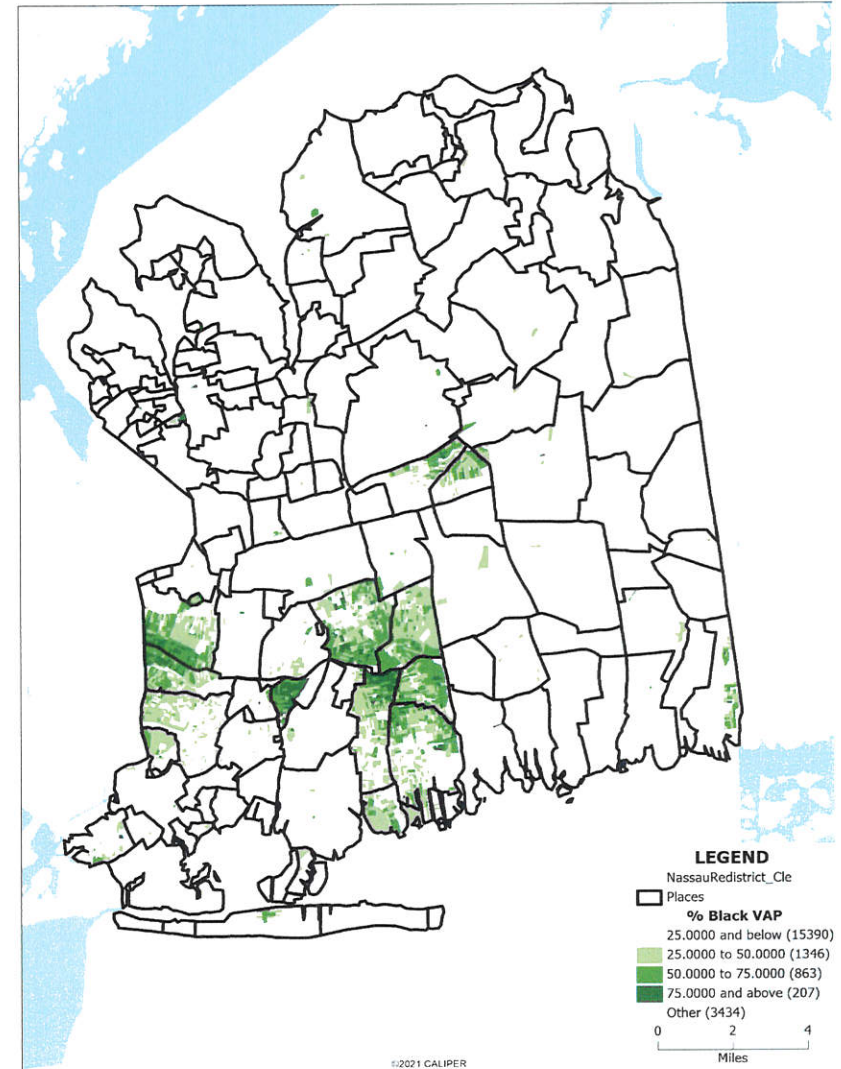 LEGEND
NassauRedistrict_Cle
Places
% Black VAP
25.0000 and below (15390)
25.0000 to 50.0000 (1346)
50.0000 to 75.0000 (863)
75.0000 and above (207)
Other (3434)
0 2 4
Miles
©2021 CALIPER